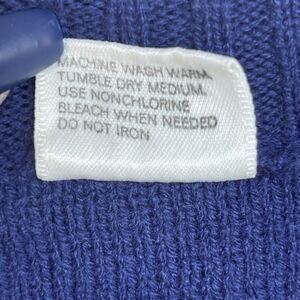 MACHINE WASH WARM.
TUMBLE DRY MEDIUM.
USE NONCHLORINE
BLEACH WHEN NEEDED
DO NOT IRON